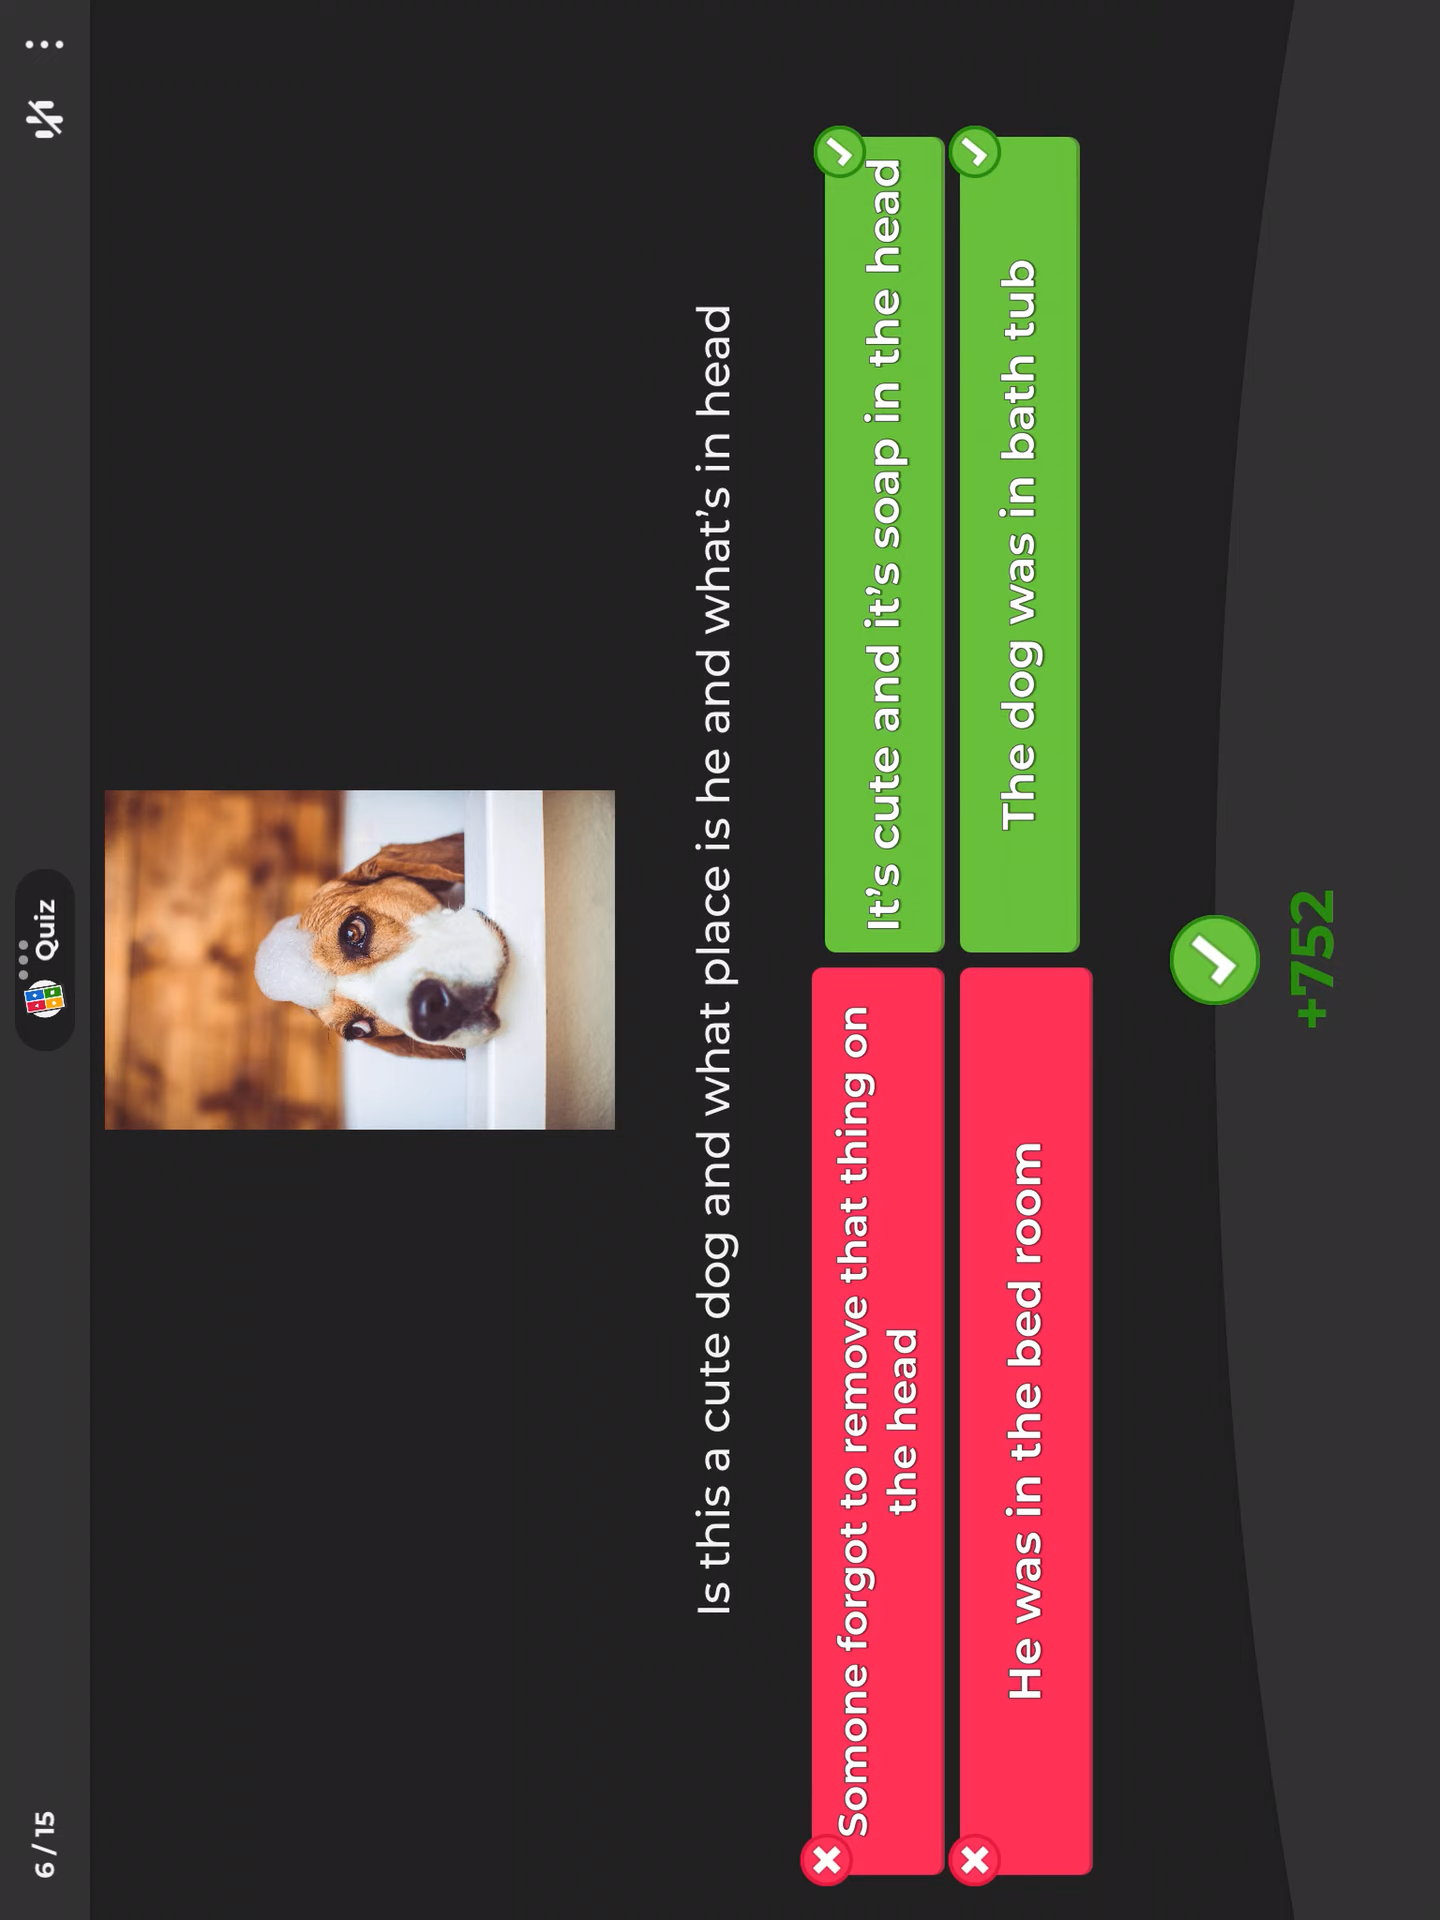 6 / 15
Quiz
Is this a cute dog and what place is he and what's in head
Somone forgot to remove that thing on
the head
It's cute and it's soap in the head
He was in the bed room
The dog was in bath tub
+752